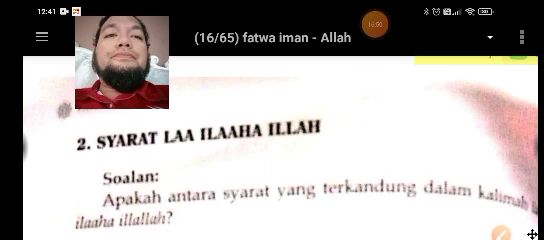 12:41
(16/65) fatwa iman - Allah
2. SYARAT LAA ILAAHA ILLAH
Soalan:
Apakah antara syarat yang terkandung dalam kalimah
ilaaha illallah?